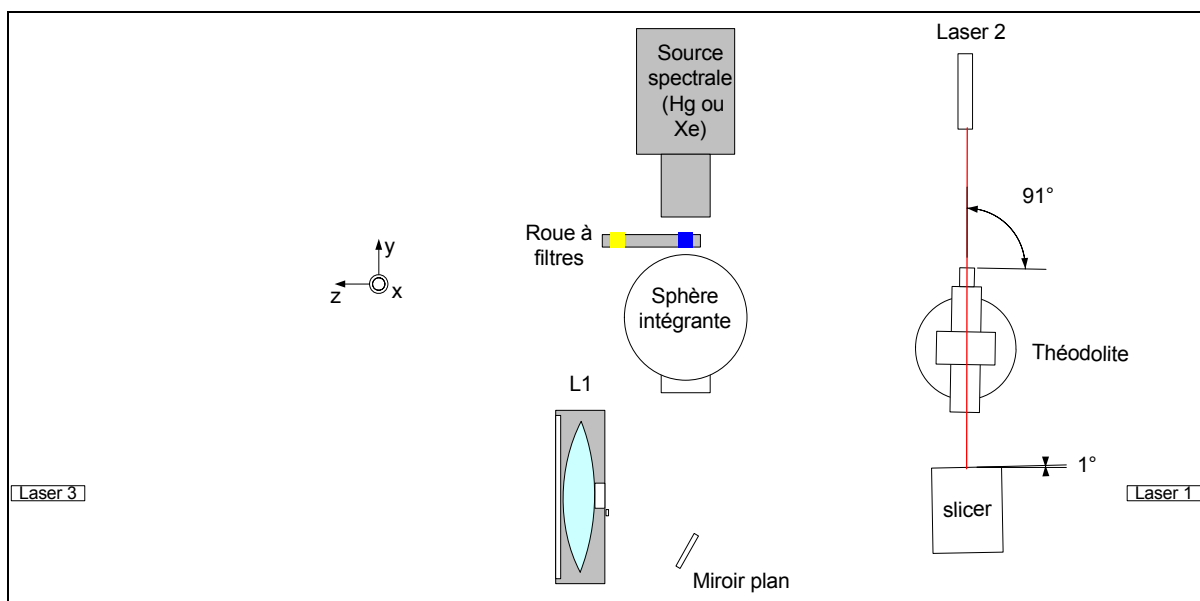 Laser 2
Source
spectrale
(Hg ou
Xe)
91°
Roue à
filtres
y
z
x
Sphère
intégrante
Théodolite
L1
1°
Laser 3
slicer
Laser 1
Miroir plan